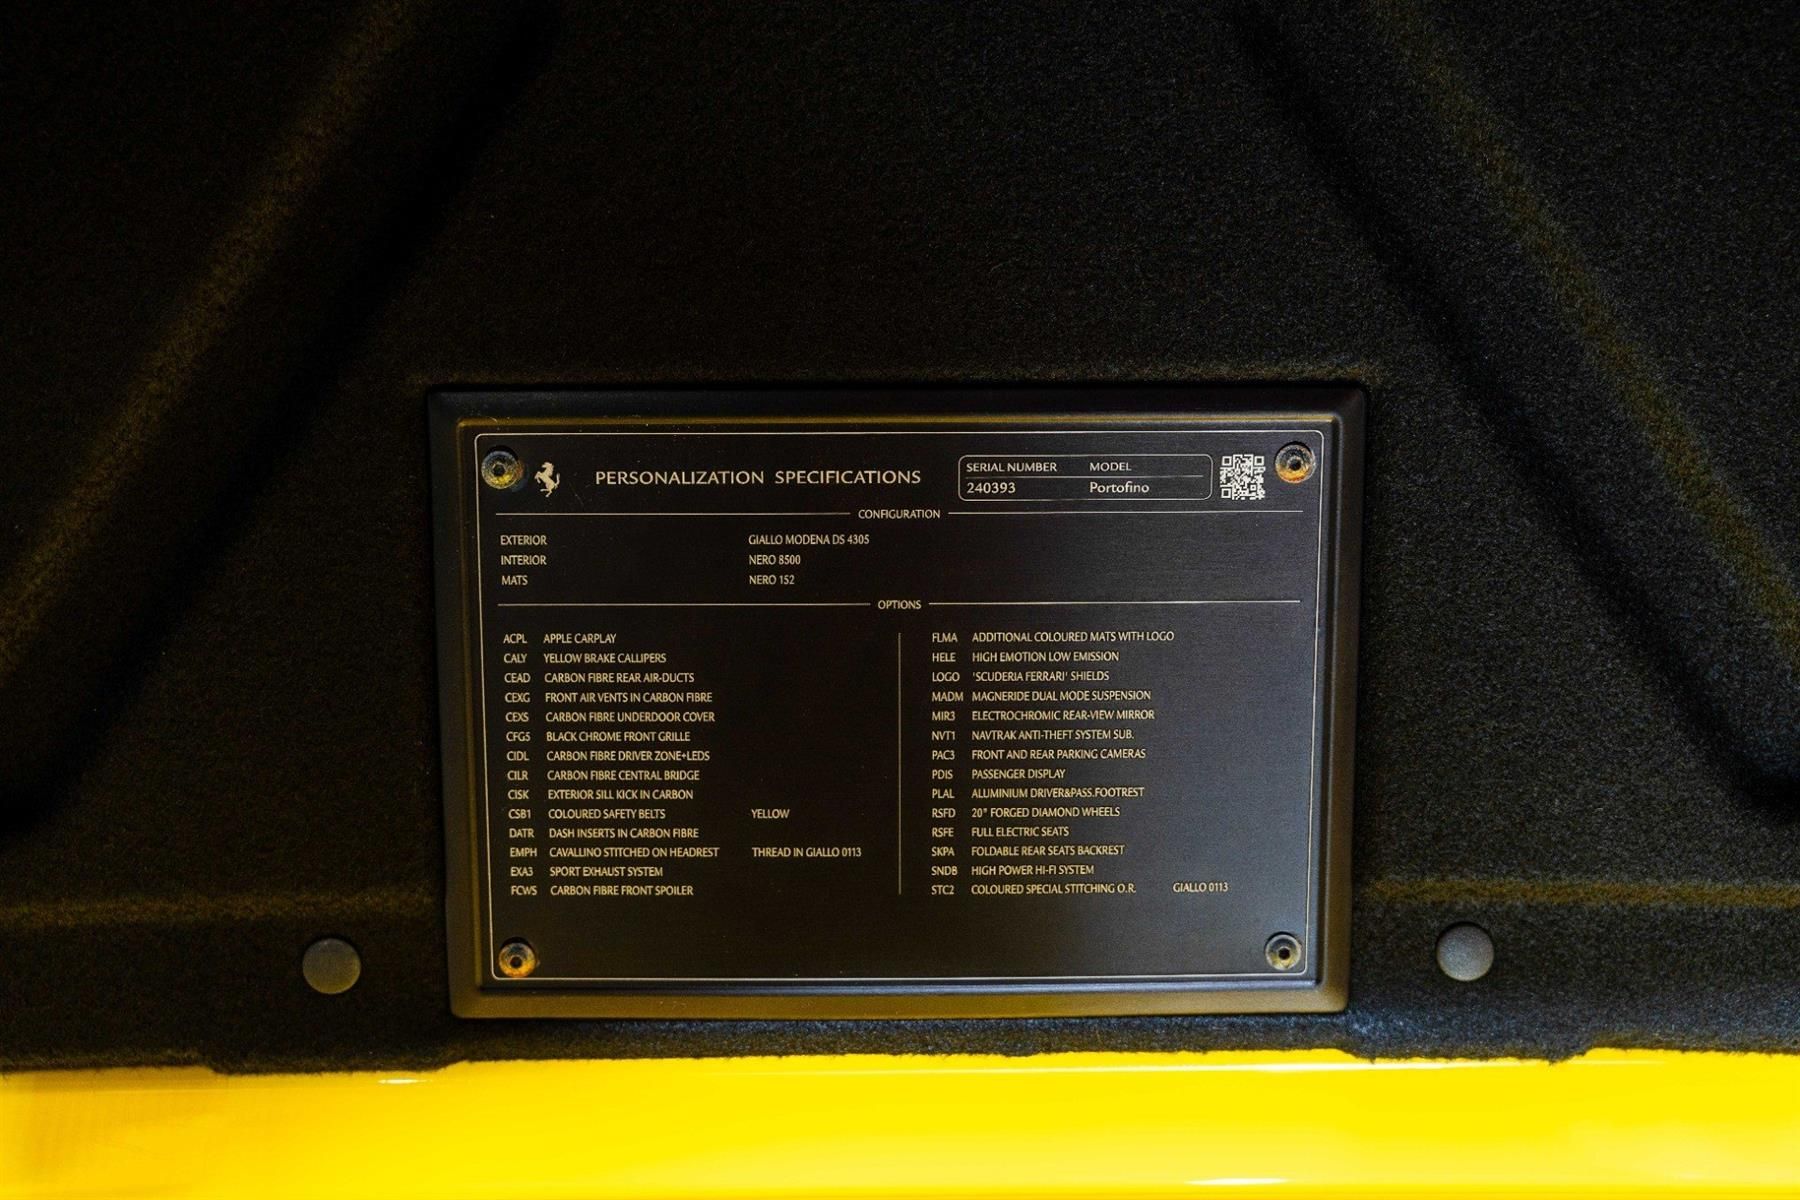 PERSONALIZATION SPECIFICATIONS
SERIAL NUMBER MODEL
240393 Portofino
CONFIGURATION
EXTERIOR GIALLO MODENA DS 4305
INTERIOR NERO 8500
MATS NERO 152
OPTIONS
ACPL APPLE CARPLAY
CALY YELLOW BRAKE CALLIPERS
CEAD CARBON FIBRE REAR AIR-DUCTS
CEXG FRONT AIR VENTS IN CARBON FIBRE
CEXS CARBON FIBRE UNDERDOOR COVER
CFG5 BLACK CHROME FRONT GRILLE
CIDL CARBON FIBRE DRIVER ZONE+LEDS
CILR CARBON FIBRE CENTRAL BRIDGE
CISK EXTERIOR SILL KICK IN CARBON
CSB1 COLOURED SAFETY BELTS YELLOW
DATR DASH INSERTS IN CARBON FIBRE
EMPH CAVALLINO STITCHED ON HEADREST THREAD IN GIALLO 0113
EXA3 SPORT EXHAUST SYSTEM
FCWS CARBON FIBRE FRONT SPOILER
FLMA ADDITIONAL COLOURED MATS WITH LOGO
HELE HIGH EMOTION LOW EMISSION
LOGO 'SCUDERIA FERRARI' SHIELDS
MADM MAGNERIDE DUAL MODE SUSPENSION
MIR3 ELECTROCHROMIC REAR-VIEW MIRROR
NVT1 NAVTRAK ANTI-THEFT SYSTEM SUB.
PAC3 FRONT AND REAR PARKING CAMERAS
PDIS PASSENGER DISPLAY
PLAL ALUMINIUM DRIVER&PASS.FOOTREST
RSFD 20" FORGED DIAMOND WHEELS
RSFE FULL ELECTRIC SEATS
SKPA FOLDABLE REAR SEATS BACKREST
SNDB HIGH POWER HI-FI SYSTEM
STC2 COLOURED SPECIAL STITCHING O.R. GIALLO 0113